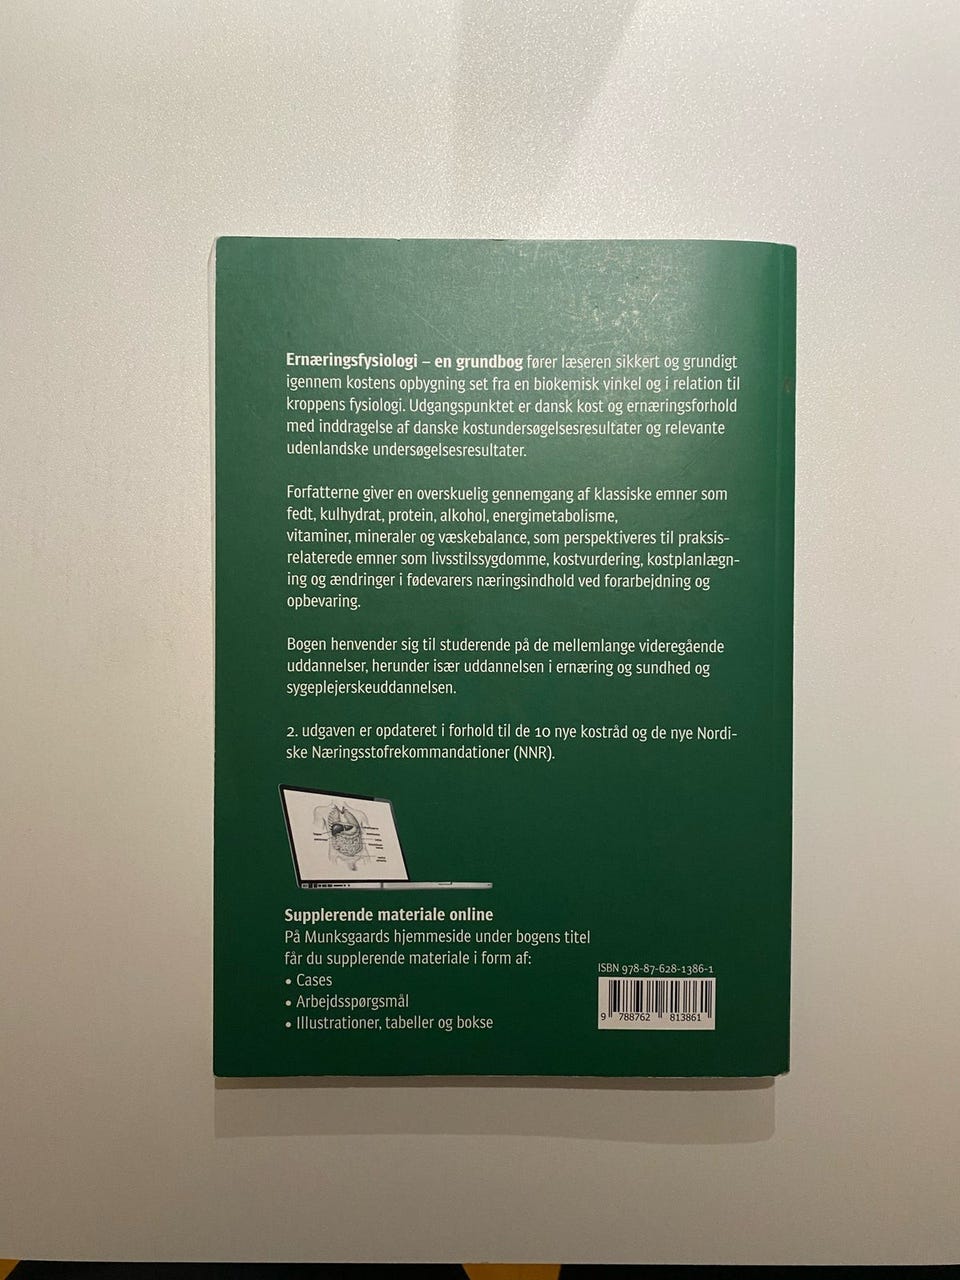 Ernæringsfysiologi – en grundbog fører læseren sikkert og grundigt
igennem kostens opbygning set fra en biokemisk vinkel og i relation til
kroppens fysiologi. Udgangspunktet er dansk kost og ernæringsforhold
med inddragelse af danske kostundersøgelsesresultater og relevante
udenlandske undersøgelsesresultater.
Forfatterne giver en overskuelig gennemgang af klassiske emner som
fedt, kulhydrat, protein, alkohol, energimetabolisme,
vitaminer, mineraler og væskebalance, som perspektiveres til praksis-
relaterede emner som livsstilssygdomme, kostvurdering, kostplanlægn-
ing og ændringer i fødevarers næringsindhold ved forarbejdning og
opbevaring.
Bogen henvender sig til studerende på de mellemlange videregående
uddannelser, herunder især uddannelsen i ernæring og sundhed og
sygeplejerskeuddannelsen.
2. udgaven er opdateret i forhold til de 10 nye kostråd og de nye Nordi-
ske Næringsstofrekommandationer (NNR).
Supplerende materiale online
På Munksgaards hjemmeside under bogens titel
får du supplerende materiale i form af:
• Cases
• Arbejdsspørgsmål
• Illustrationer, tabeller og bokse
ISBN 978-87-628-1386-1
9 788762 813861